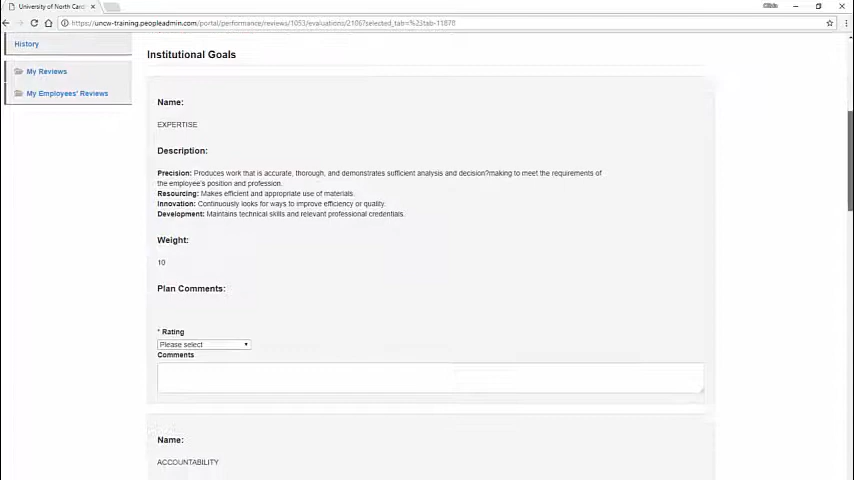 University of North Caro
https://uncw-training.peopleadmin.com/portal/performance/reviews/1053/evaluations/2106?selected_tab=%23tab-11878
History
My Reviews
My Employees' Reviews
Institutional Goals
Name:
EXPERTISE
Description:
Precision: Produces work that is accurate, thorough, and demonstrates sufficient analysis and decision?making to meet the requirements of
the employee's position and profession.
Resourcing: Makes efficient and appropriate use of materials.
Innovation: Continuously looks for ways to improve efficiency or quality.
Development: Maintains technical skills and relevant professional credentials.
Weight:
10
Plan Comments:
* Rating
Please select
Comments
Name:
ACCOUNTABILITY